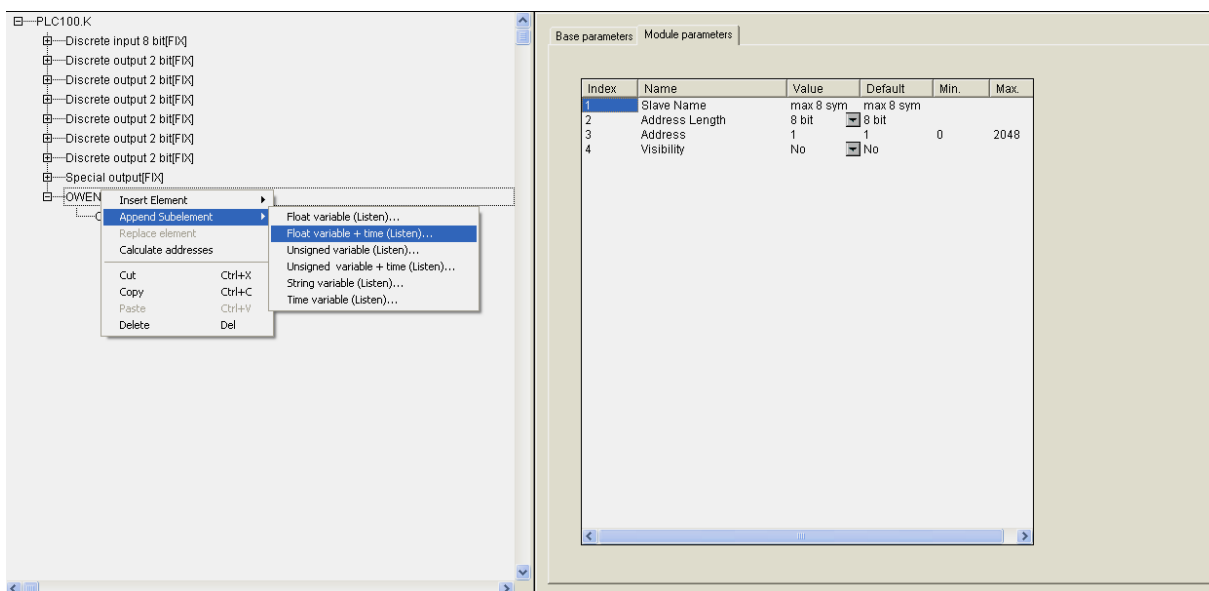 PLC100.K
Discrete input 8 bit[FIX]
Discrete output 2 bit[FIX]
Discrete output 2 bit[FIX]
Discrete output 2 bit[FIX]
Discrete output 2 bit[FIX]
Discrete output 2 bit[FIX]
Discrete output 2 bit[FIX]
Special output[FIX]
OWEN
Insert Element
Append Subelement
Replace element
Calculate addresses
Cut Ctrl+X
Copy Ctrl+C
Paste Ctrl+V
Delete Del
Float variable (Listen)...
Float variable + time (Listen)...
Unsigned variable (Listen)...
Unsigned variable + time (Listen)...
String variable (Listen)...
Time variable (Listen)...
Base parameters Module parameters
Index Name Value Default Min. Max.
1 Slave Name max 8 sym max 8 sym
2 Address Length 8 bit 8 bit
3 Address 1 1 0 2048
4 Visibility No No